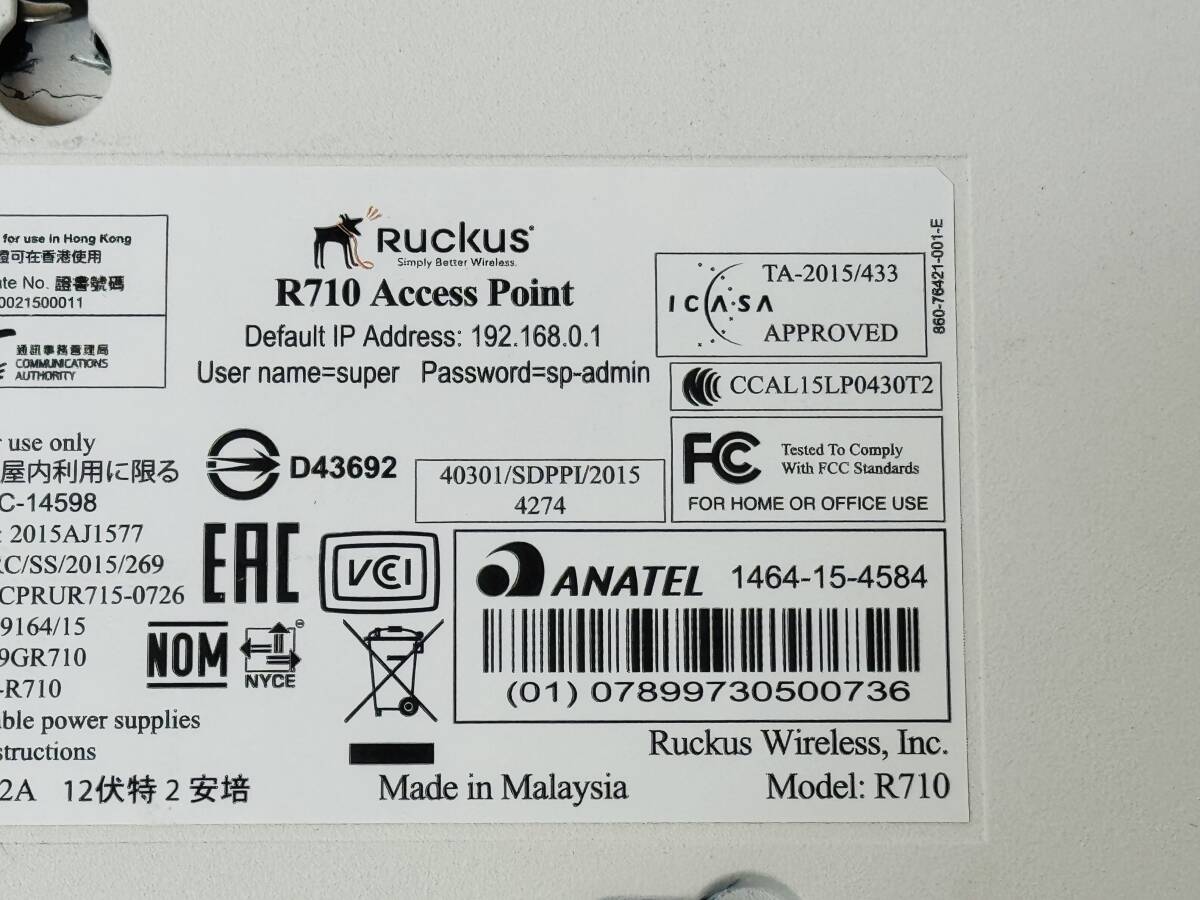 for use in Hong Kong
證可在香港使用
No. 證書號碼
0021500011
通訊事務管理局
COMMUNICATIONS
AUTHORITY
Ruckus
Simply Better Wireless.
R710 Access Point
Default IP Address: 192.168.0.1
User name=super Password=sp-admin
ICASA
TA-2015/433
APPROVED
860-76421-001-E
CCAL15LP0430T2
FC
Tested To Comply
With FCC Standards
FOR HOME OR OFFICE USE
use only
屋内利用に限る
C-14598
: 2015AJ1577
RC/SS/2015/269
CPRUR715-0726
9164/15
9GR710
-R710
power supplies
2A 12伏特 2 安培
D43692
40301/SDPPI/2015
4274
EAC
VCCI
NOM
NYCE
ANATEL 1464-15-4584
(01) 07899730500736
Ruckus Wireless, Inc.
Made in Malaysia
Model: R710